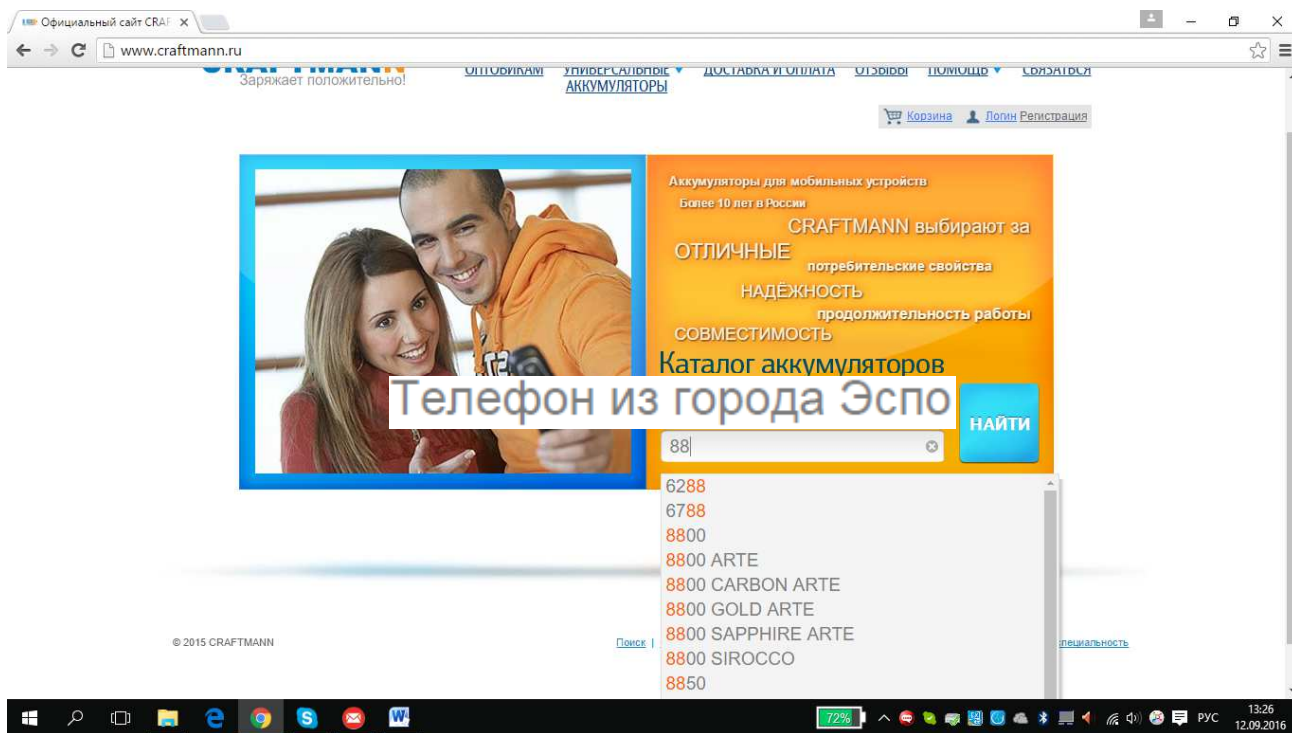 Официальный сайт CRAF
www.craftmann.ru
Заряжает положительно!
ОПТОВИКАМ УНИВЕРСАЛЬНЫЕ АККУМУЛЯТОРЫ ДОСТАВКА И ОПЛАТА ОТЗЫВЫ ПОМОЩЬ СВЯЗАТЬСЯ
Корзина Логин Регистрация
Аккумуляторы для мобильных устройств
Более 10 лет в России
CRAFTMANN выбирают за
ОТЛИЧНЫЕ
потребительские свойства
НАДЁЖНОСТЬ
продолжительность работы
СОВМЕСТИМОСТЬ
Каталог аккумуляторов
Телефон из города Эспо
НАЙТИ
88
6288
6788
8800
8800 ARTE
8800 CARBON ARTE
8800 GOLD ARTE
8800 SAPPHIRE ARTE
8800 SIROCCO
8850
© 2015 CRAFTMANN
Поиск |
72%
РУС
13:26
12.09.2016